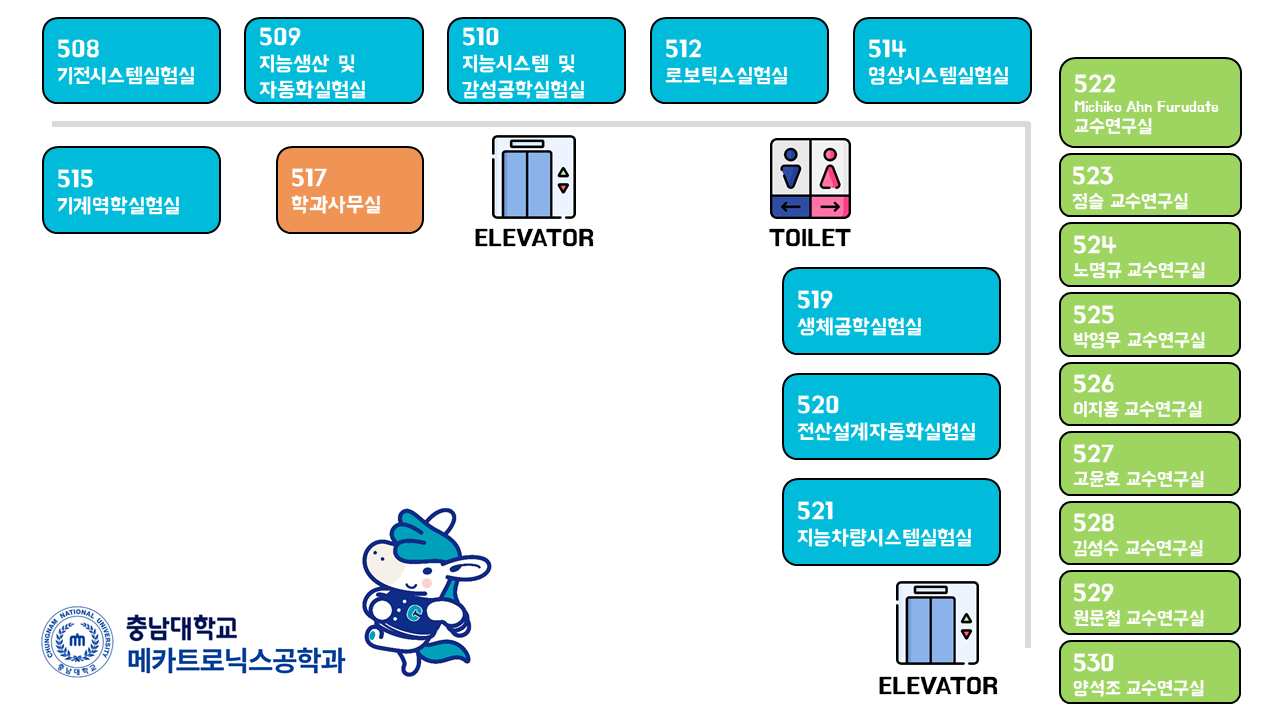 508
기전시스템실험실
509
지능생산 및
자동화실험실
510
지능시스템 및
감성공학실험실
512
로보틱스실험실
514
영상시스템실험실
515
기계역학실험실
517
학과사무실
ELEVATOR
TOILET
519
생체공학실험실
520
전산설계자동화실험실
521
지능차량시스템실험실
ELEVATOR
522
Michiko Ahn Furudate
교수연구실
523
정슬 교수연구실
524
노명규 교수연구실
525
박영우 교수연구실
526
이지홍 교수연구실
527
고윤호 교수연구실
528
김성수 교수연구실
529
원문철 교수연구실
530
양석조 교수연구실
CHUNGNAM NATIONAL UNIVERSITY
충남대학교
충남대학교
메카트로닉스공학과
C